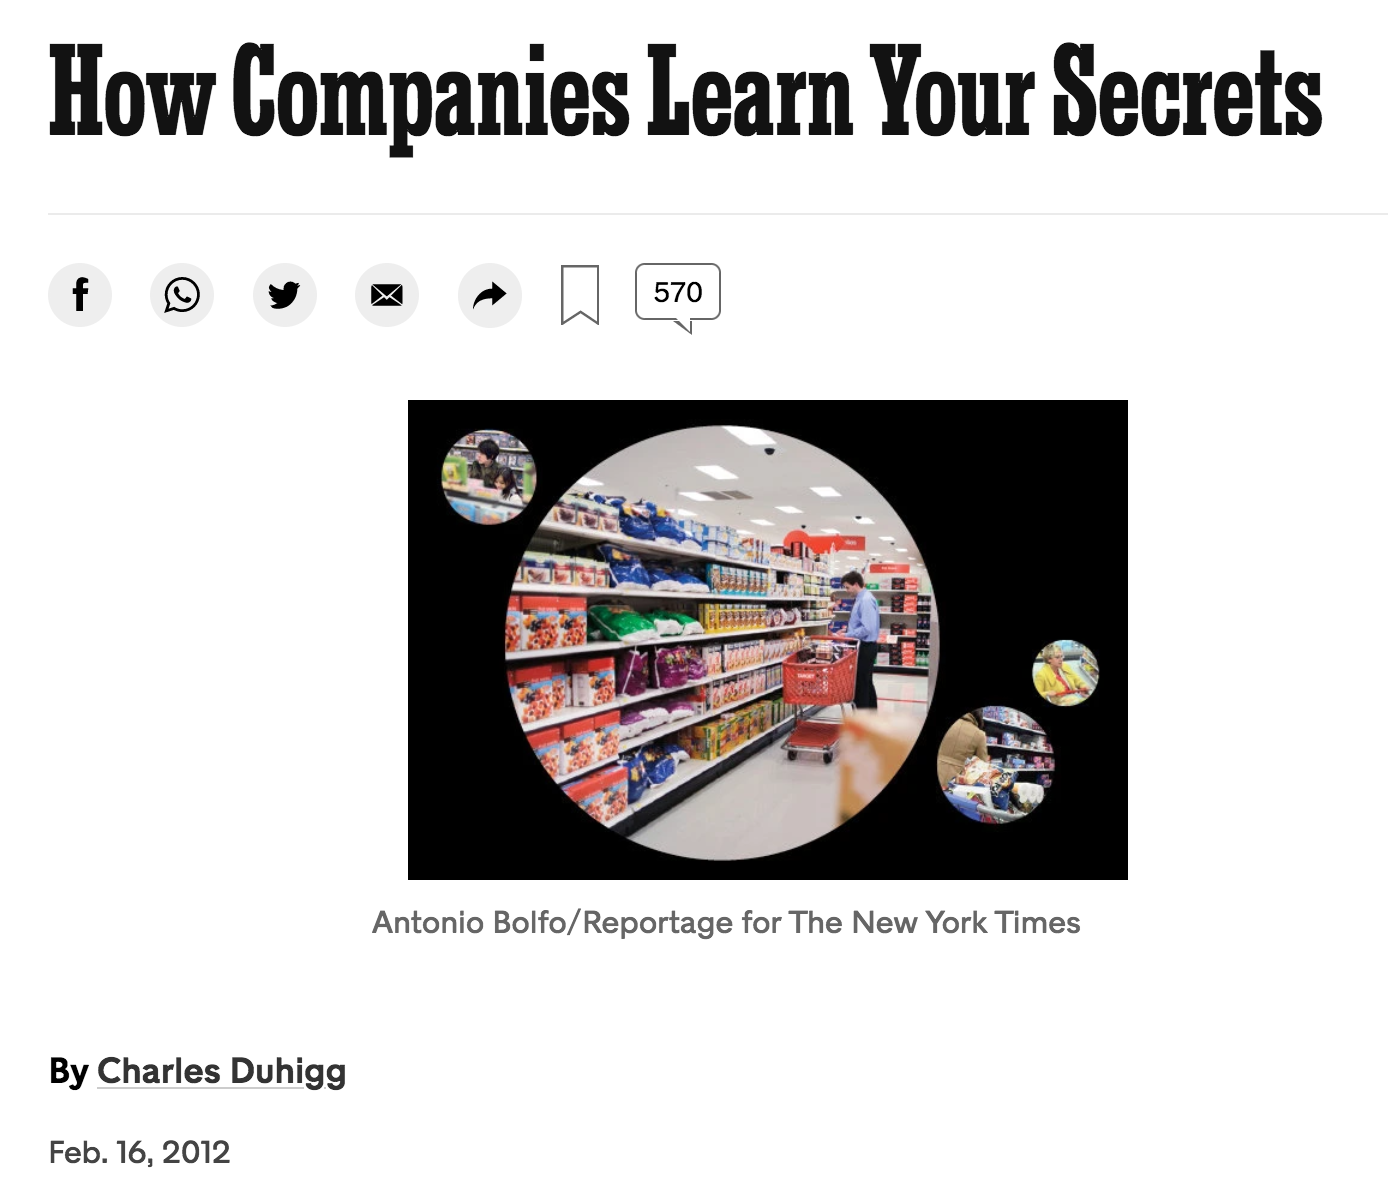 How Companies Learn Your Secrets
570
TARGET
Antonio Bolfo/Reportage for The New York Times
By Charles Duhigg
Feb. 16, 2012